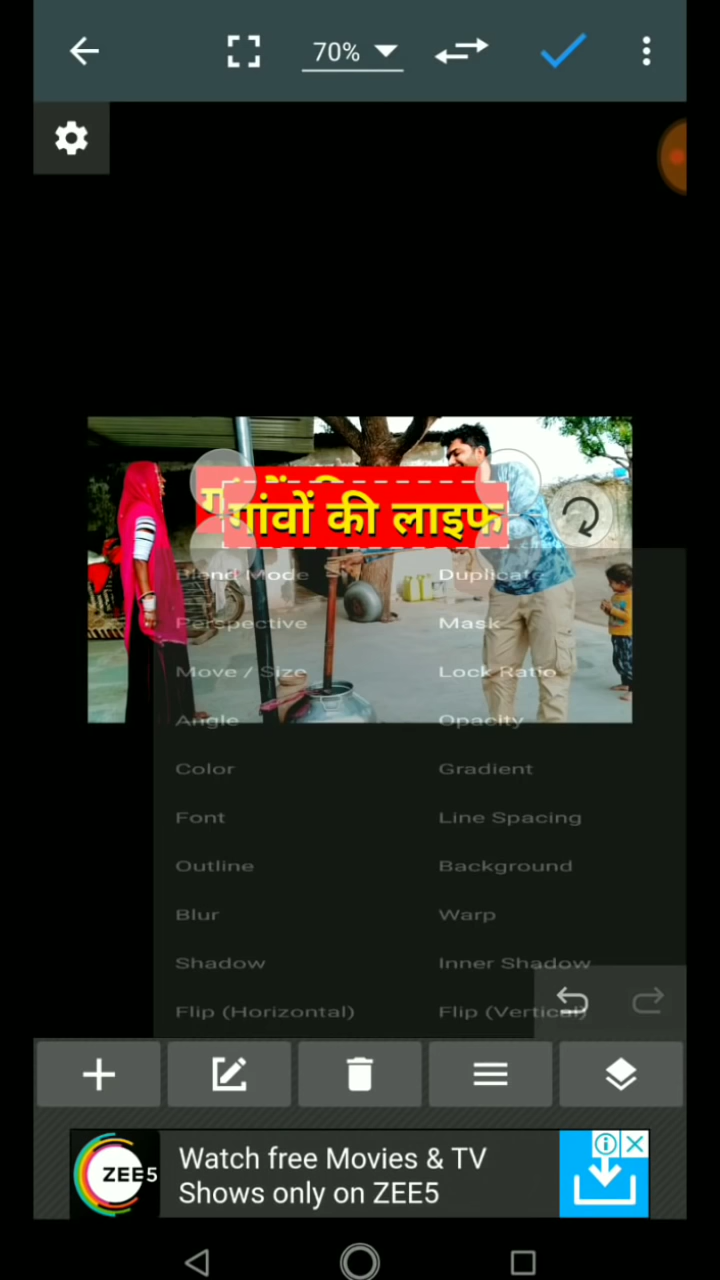 70%
गांवों की लाइफ
Blend Mode Duplicate
Perspective Mask
Move / Size Lock Ratio
Angle Opacity
Color Gradient
Font Line Spacing
Outline Background
Blur Warp
Shadow Inner Shadow
Flip (Horizontal) Flip (Vertical)
ZEE5
Watch free Movies & TV
Shows only on ZEE5